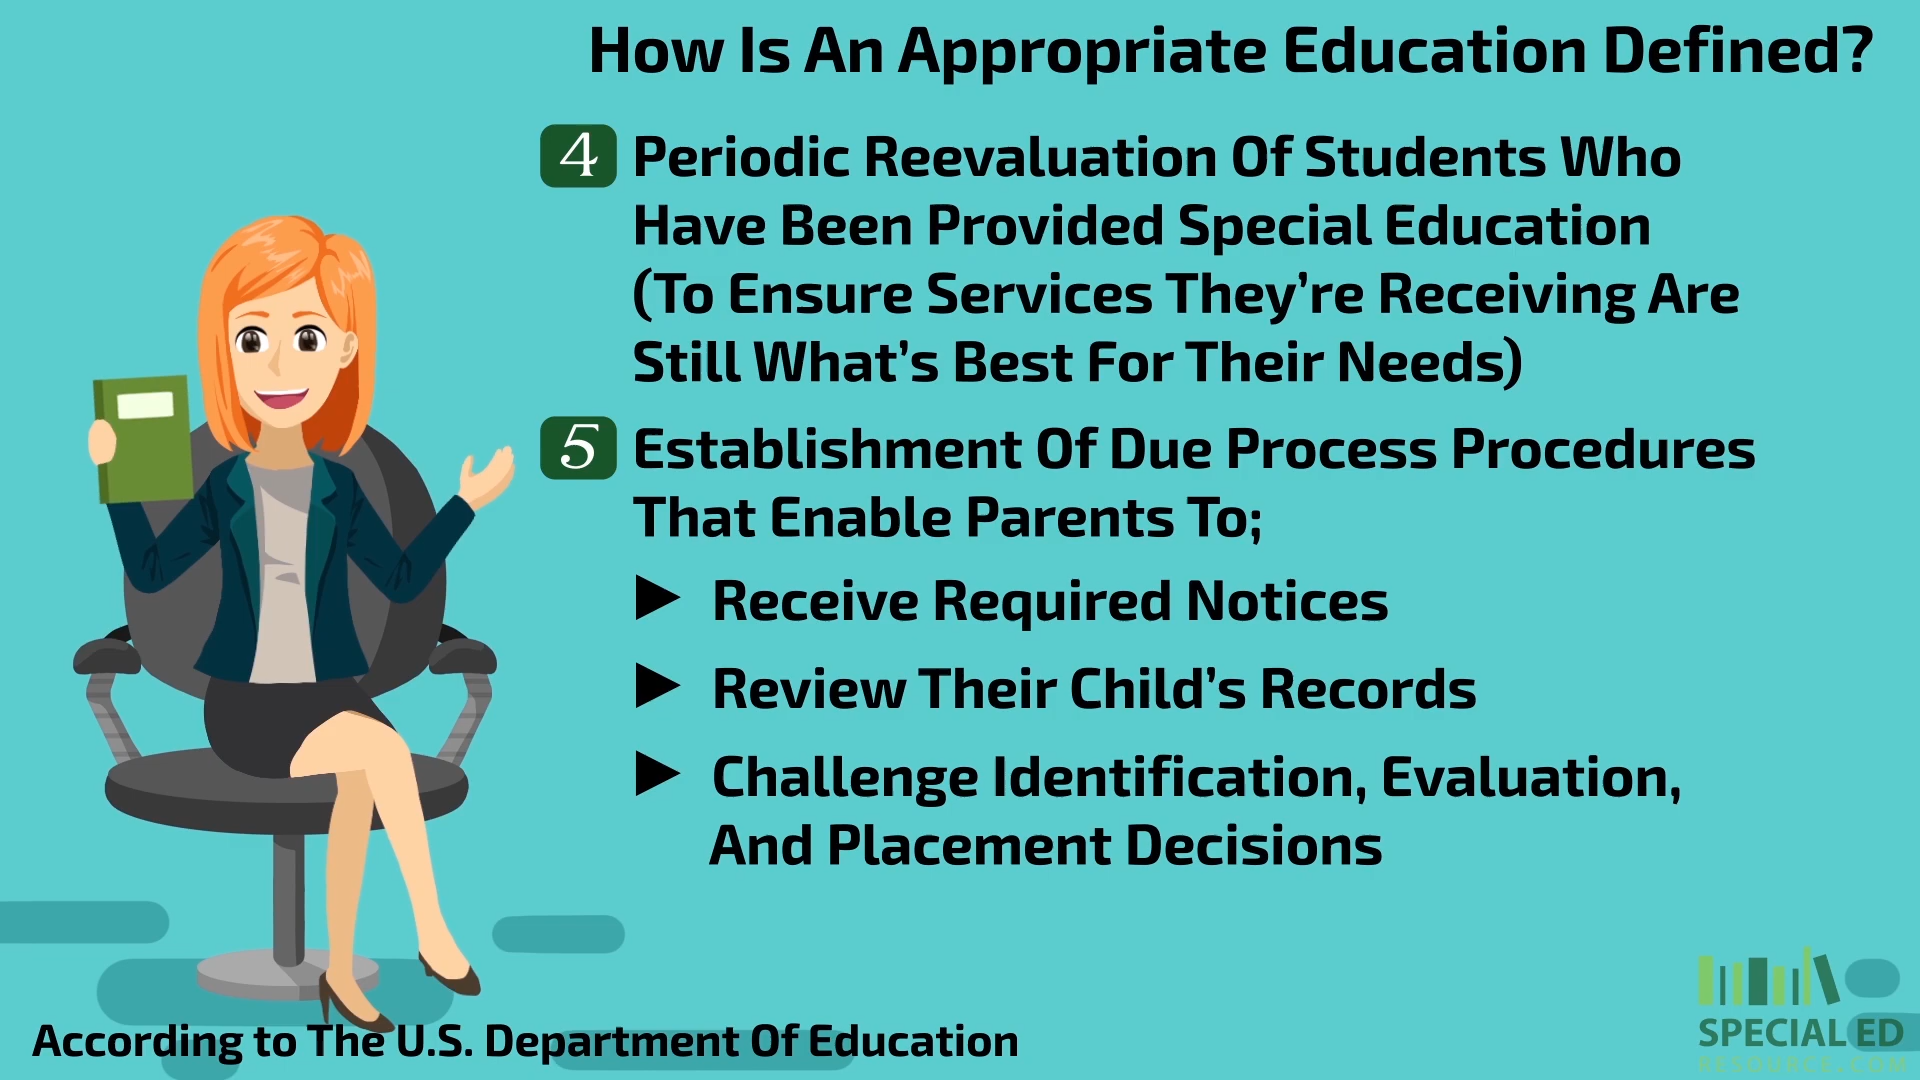 How Is An Appropriate Education Defined?
4 Periodic Reevaluation Of Students Who
Have Been Provided Special Education
(To Ensure Services They’re Receiving Are
Still What’s Best For Their Needs)
5 Establishment Of Due Process Procedures
That Enable Parents To;
▶ Receive Required Notices
▶ Review Their Child’s Records
▶ Challenge Identification, Evaluation,
And Placement Decisions
According to The U.S. Department Of Education
SPECIAL ED
RESOURCE.COM